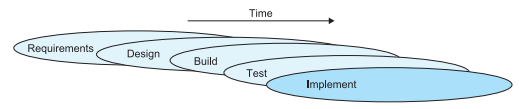 Time
Requirements
Design
Build
Test
Implement